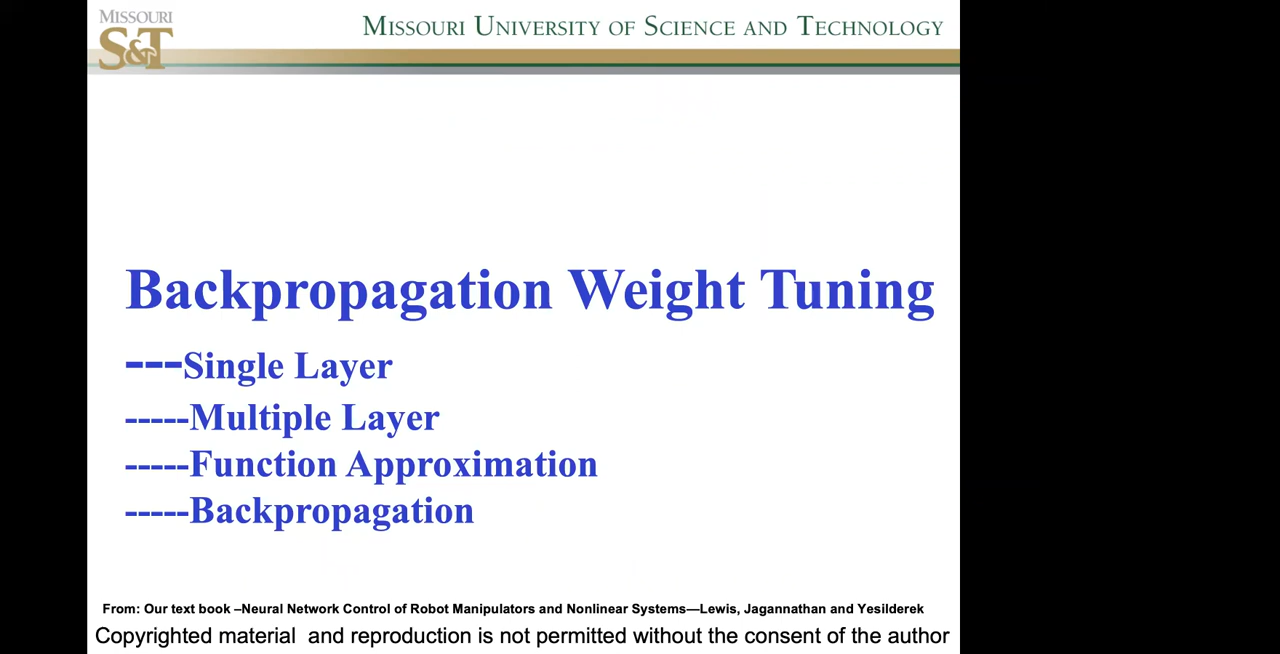 MISSOURI
S&T
MISSOURI UNIVERSITY OF SCIENCE AND TECHNOLOGY
Backpropagation Weight Tuning
---Single Layer
-----Multiple Layer
-----Function Approximation
-----Backpropagation
From: Our text book –Neural Network Control of Robot Manipulators and Nonlinear Systems—Lewis, Jagannathan and Yesilderek
Copyrighted material  and reproduction is not permitted without the consent of the author